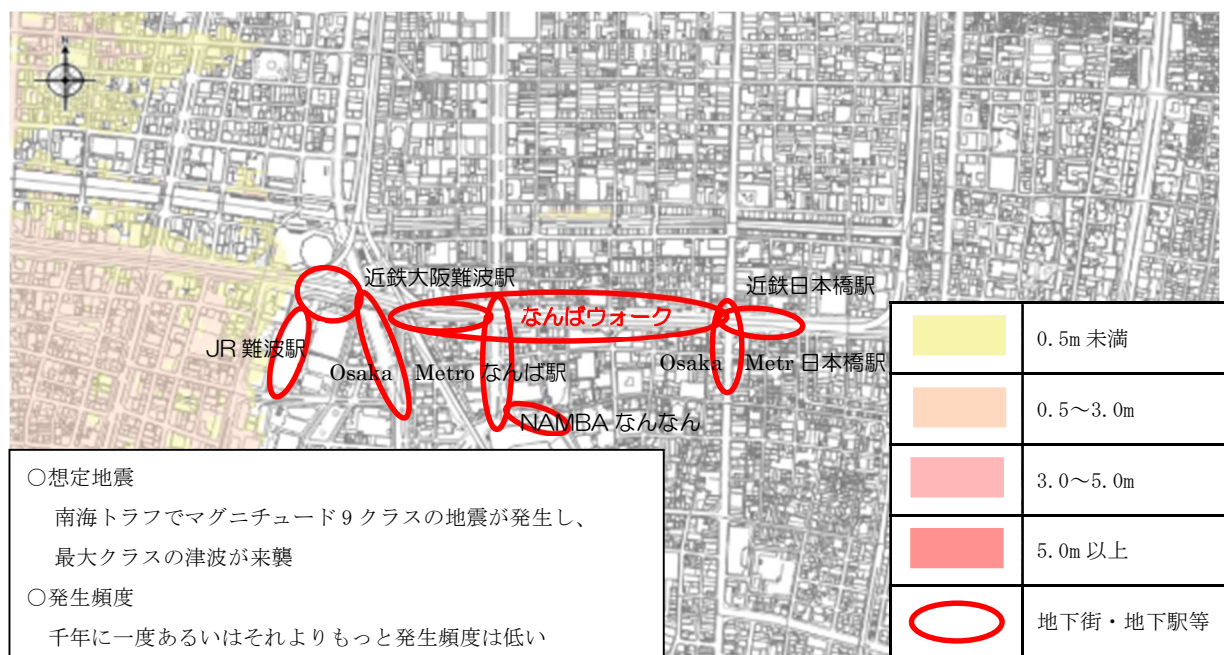 N
近鉄大阪難波駅
なんばウォーク
近鉄日本橋駅
JR 難波駅
Osaka Metro なんば駅
Osaka Metr 日本橋駅
NAMBA なんなん
0.5m 未満
0.5～3.0m
3.0～5.0m
5.0m 以上
地下街・地下駅等
○想定地震
南海トラフでマグニチュード 9 クラスの地震が発生し、
最大クラスの津波が来襲
○発生頻度
千年に一度あるいはそれよりもっと発生頻度は低い